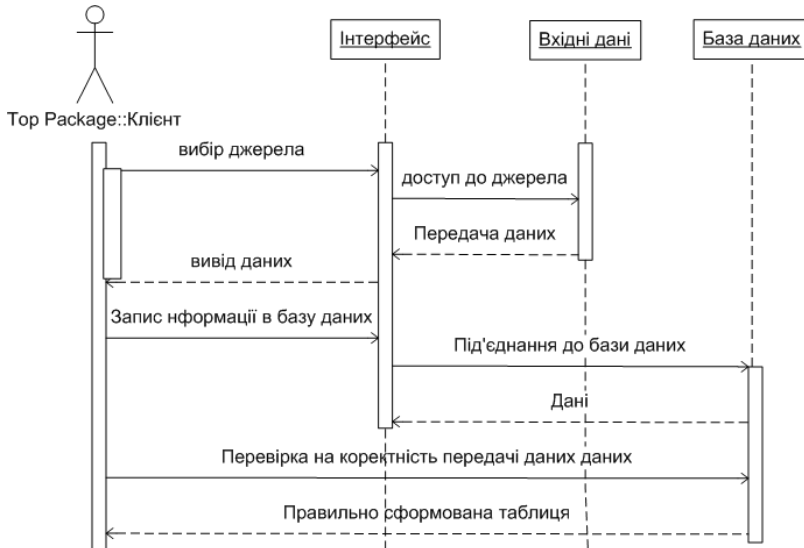 Інтерфейс
Вхідні дані
База даних
Top Package::Клієнт
вибір джерела
доступ до джерела
Передача даних
вивід даних
Запис нформації в базу даних
Під'єднання до бази даних
Дані
Перевірка на коректність передачі даних даних
Правильно сформована таблиця